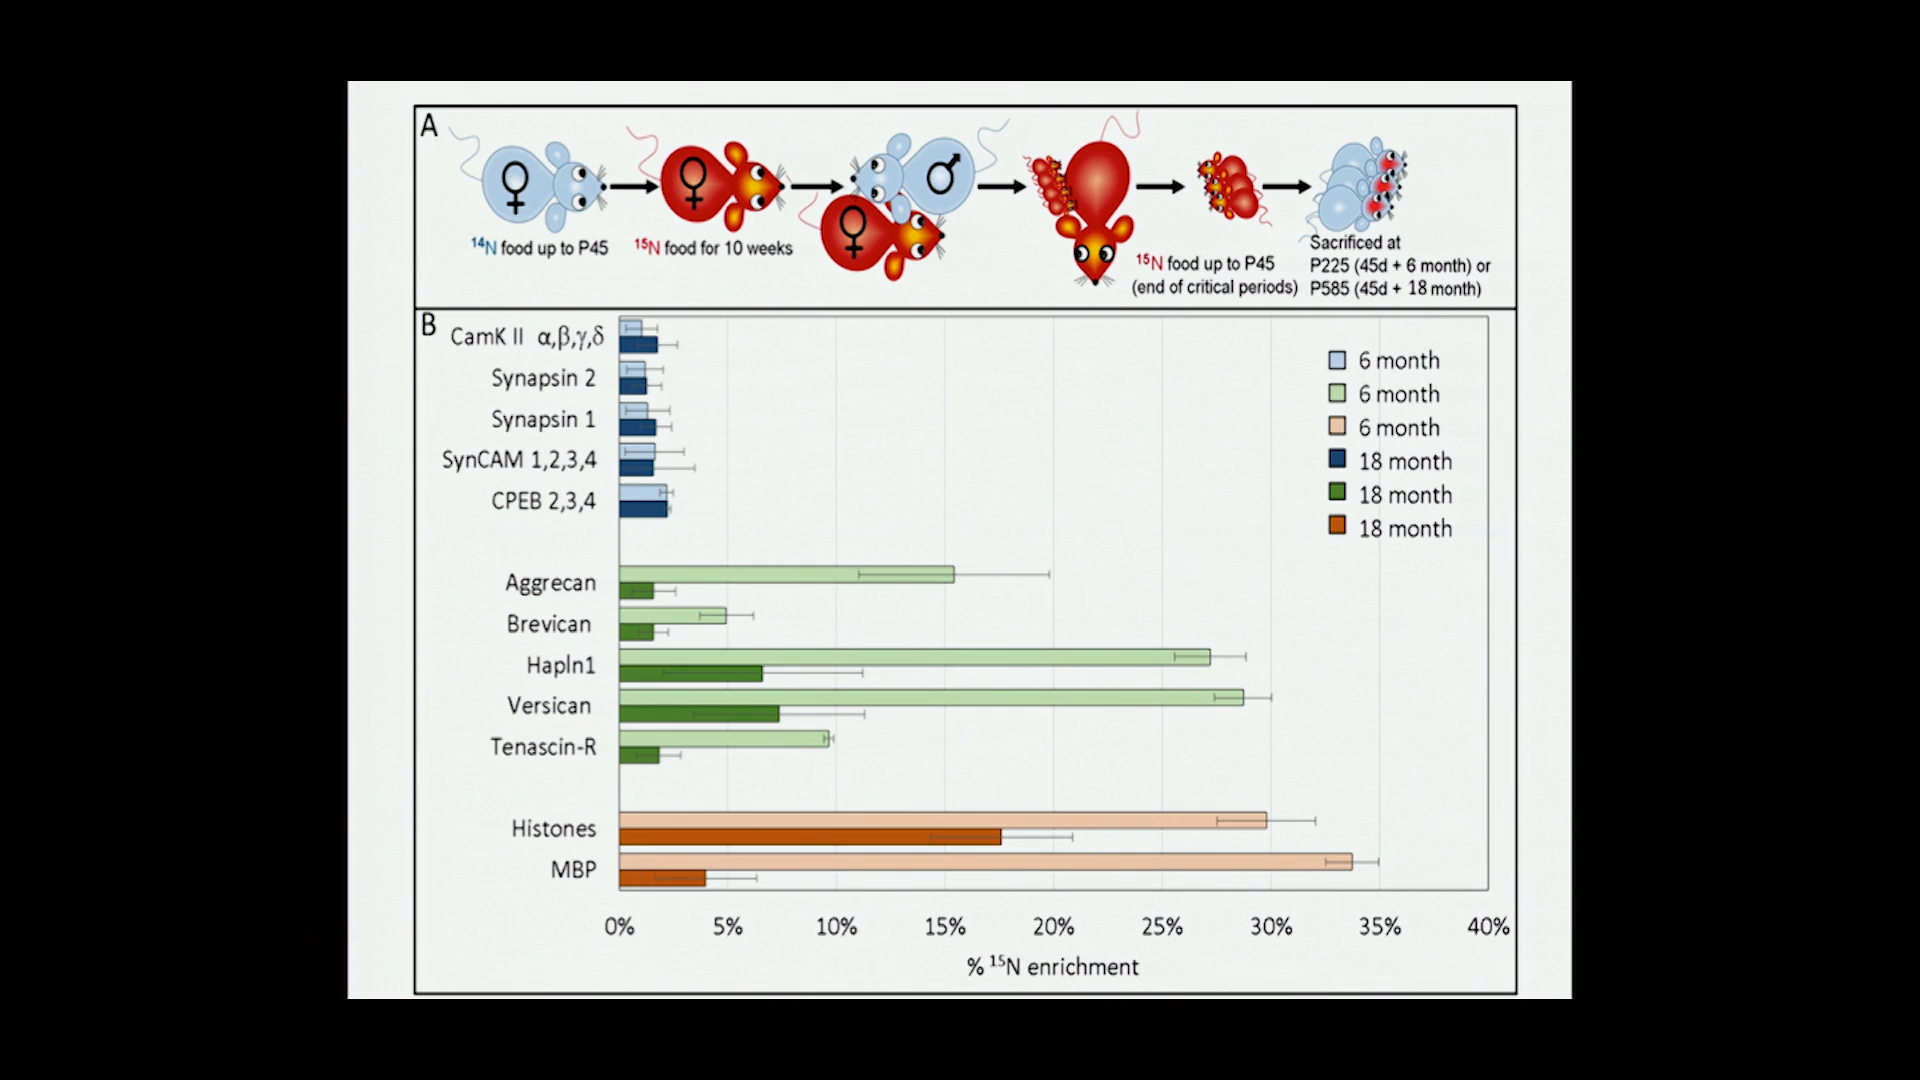 A
♀
♀
♂
♀
14N food up to P45
15N food for 10 weeks
15N food up to P45
(end of critical periods)
Sacrificed at
P225 (45d + 6 month) or
P585 (45d + 18 month)
B
CamK II α,β,γ,δ
Synapsin 2
Synapsin 1
SynCAM 1,2,3,4
CPEB 2,3,4
Aggrecan
Brevican
Hapln1
Versican
Tenascin-R
Histones
MBP
6 month
6 month
6 month
18 month
18 month
18 month
0% 5% 10% 15% 20% 25% 30% 35% 40%
% 15N enrichment